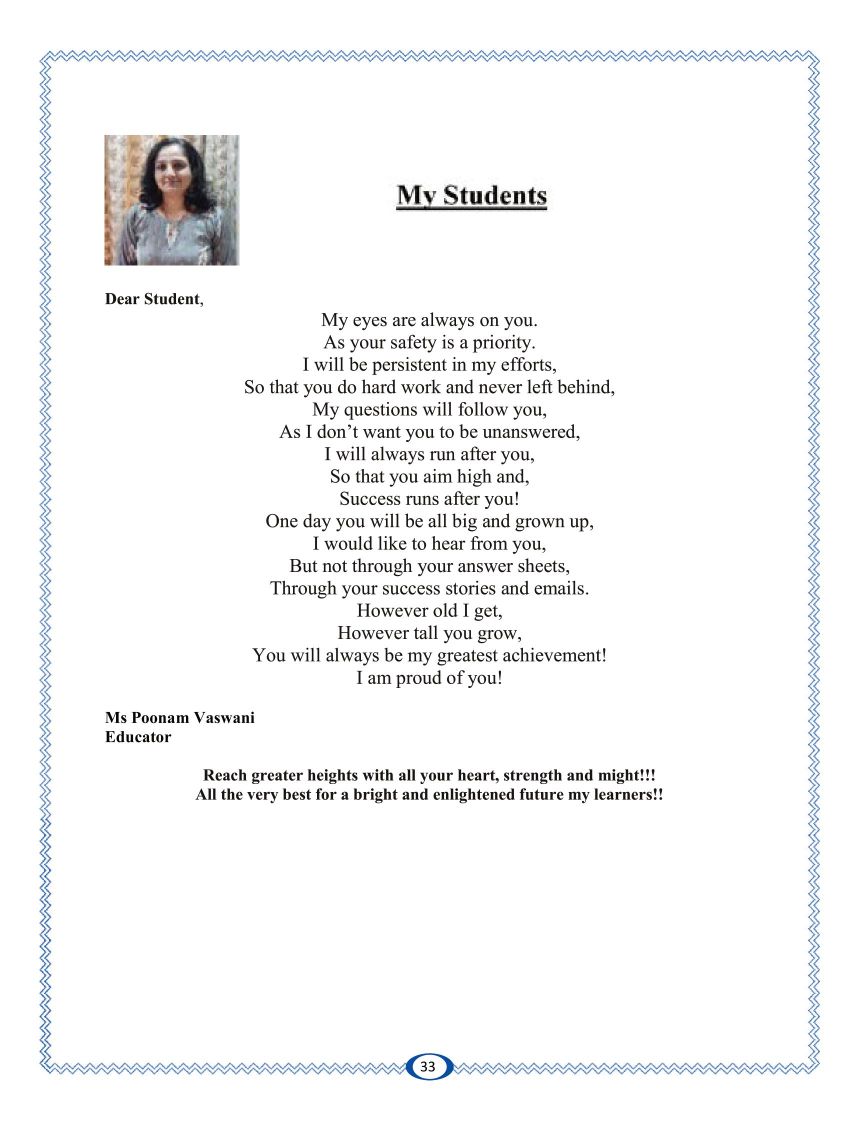 My Students
Dear Student,
My eyes are always on you.
As your safety is a priority.
I will be persistent in my efforts,
So that you do hard work and never left behind,
My questions will follow you,
As I don’t want you to be unanswered,
I will always run after you,
So that you aim high and,
Success runs after you!
One day you will be all big and grown up,
I would like to hear from you,
But not through your answer sheets,
Through your success stories and emails.
However old I get,
However tall you grow,
You will always be my greatest achievement!
I am proud of you!
Ms Poonam Vaswani
Educator
Reach greater heights with all your heart, strength and might!!!
All the very best for a bright and enlightened future my learners!!
33